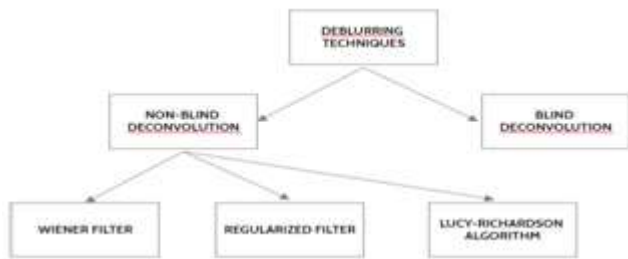 DEBLURRING
TECHNIQUES
NON-BLIND
DECONVOLUTION
BLIND
DECONVOLUTION
WIENER FILTER
REGULARIZED FILTER
LUCY-RICHARDSON
ALGORITHM